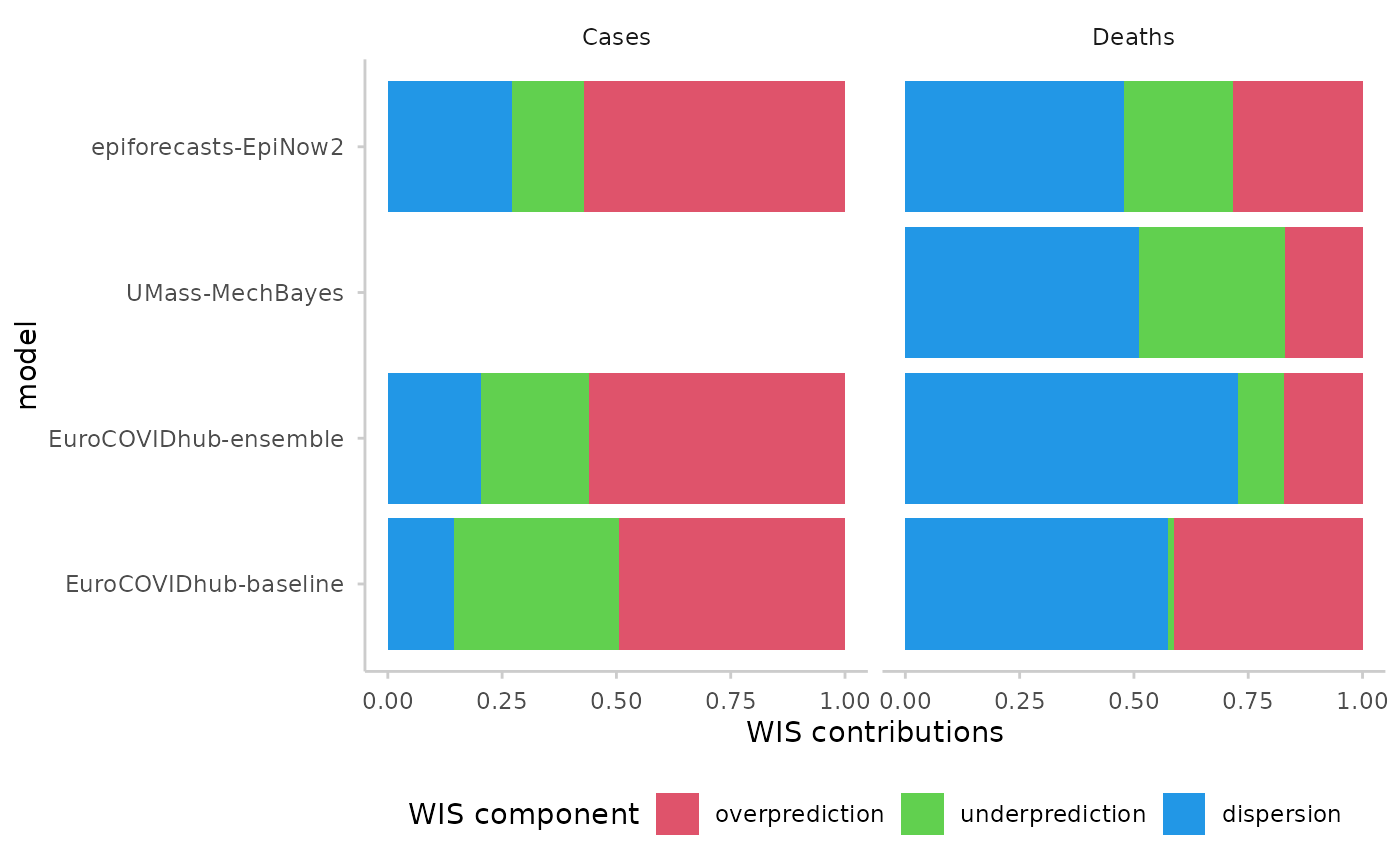 Cases Deaths
epiforecasts-EpiNow2
UMass-MechBayes
EuroCOVIDhub-ensemble
EuroCOVIDhub-baseline
model
0.00 0.25 0.50 0.75 1.00 0.00 0.25 0.50 0.75 1.00
WIS contributions
WIS component overprediction underprediction dispersion